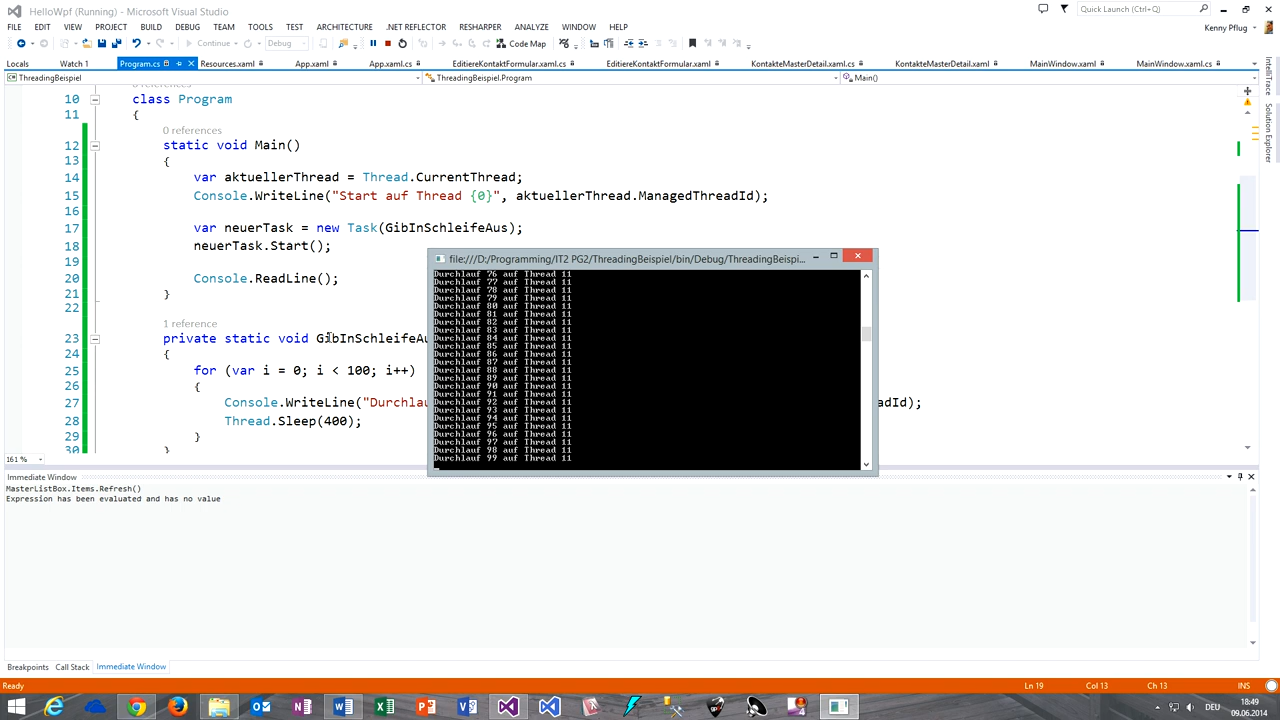 HelloWpf (Running) - Microsoft Visual Studio
Quick Launch (Ctrl+Q)
FILE EDIT VIEW PROJECT BUILD DEBUG TEAM TOOLS TEST ARCHITECTURE .NET REFLECTOR RESHARPER ANALYZE WINDOW HELP
Kenny Pflug
Continue Debug Code Map
Locals Watch 1 Program.cs Resources.xaml App.xaml App.xaml.cs EditiereKontaktFormular.xaml.cs EditiereKontaktFormular.xaml KontakteMasterDetail.xaml.cs KontakteMasterDetail.xaml MainWindow.xaml MainWindow.xaml.cs
ThreadingBeispiel ThreadingBeispiel.Program Main()
IntelliTrace
Solution Explorer
0 references
10 class Program
11 {
0 references
12 static void Main()
13 {
14 var aktuellerThread = Thread.CurrentThread;
15 Console.WriteLine("Start auf Thread {0}", aktuellerThread.ManagedThreadId);
16
17 var neuerTask = new Task(GibInSchleifeAus);
18 neuerTask.Start();
19
20 Console.ReadLine();
21 }
22
1 reference
23 private static void GibInSchleifeAu
24 {
25 for (var i = 0; i < 100; i++)
26 {
27 Console.WriteLine("Durchlau adId);
28 Thread.Sleep(400);
29 }
30 }
161 %
file:///D:/Programming/IT2 PG2/ThreadingBeispiel/bin/Debug/ThreadingBeispi...
Durchlauf 76 auf Thread 11
Durchlauf 77 auf Thread 11
Durchlauf 78 auf Thread 11
Durchlauf 79 auf Thread 11
Durchlauf 80 auf Thread 11
Durchlauf 81 auf Thread 11
Durchlauf 82 auf Thread 11
Durchlauf 83 auf Thread 11
Durchlauf 84 auf Thread 11
Durchlauf 85 auf Thread 11
Durchlauf 86 auf Thread 11
Durchlauf 87 auf Thread 11
Durchlauf 88 auf Thread 11
Durchlauf 89 auf Thread 11
Durchlauf 90 auf Thread 11
Durchlauf 91 auf Thread 11
Durchlauf 92 auf Thread 11
Durchlauf 93 auf Thread 11
Durchlauf 94 auf Thread 11
Durchlauf 95 auf Thread 11
Durchlauf 96 auf Thread 11
Durchlauf 97 auf Thread 11
Durchlauf 98 auf Thread 11
Durchlauf 99 auf Thread 11
Immediate Window
MasterListBox.Items.Refresh()
Expression has been evaluated and has no value
Breakpoints Call Stack Immediate Window
Ready Ln 19 Col 13 Ch 13 INS
18:49
09.06.2014